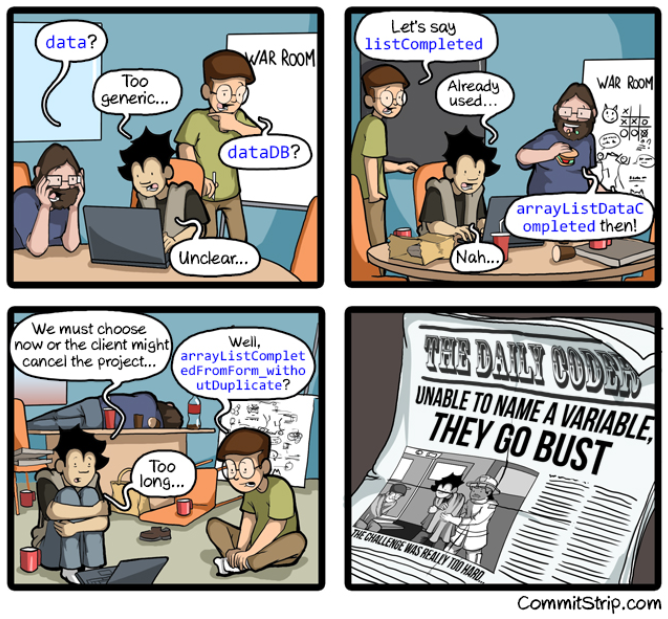 data?
WAR ROOM
Too
generic...
dataDB?
Unclear...
Let's say
listCompleted
Already
used...
WAR ROOM
arrayListDataC
ompleted then!
Nah...
We must choose
now or the client might
cancel the project...
Well,
arrayListComplet
edFromForm_witho
utDuplicate?
Too
long...
THE DAILY CODER
UNABLE TO NAME A VARIABLE,
THEY GO BUST
THE CHALLENGE WAS REALLY TOO HARD...
CommitStrip.com